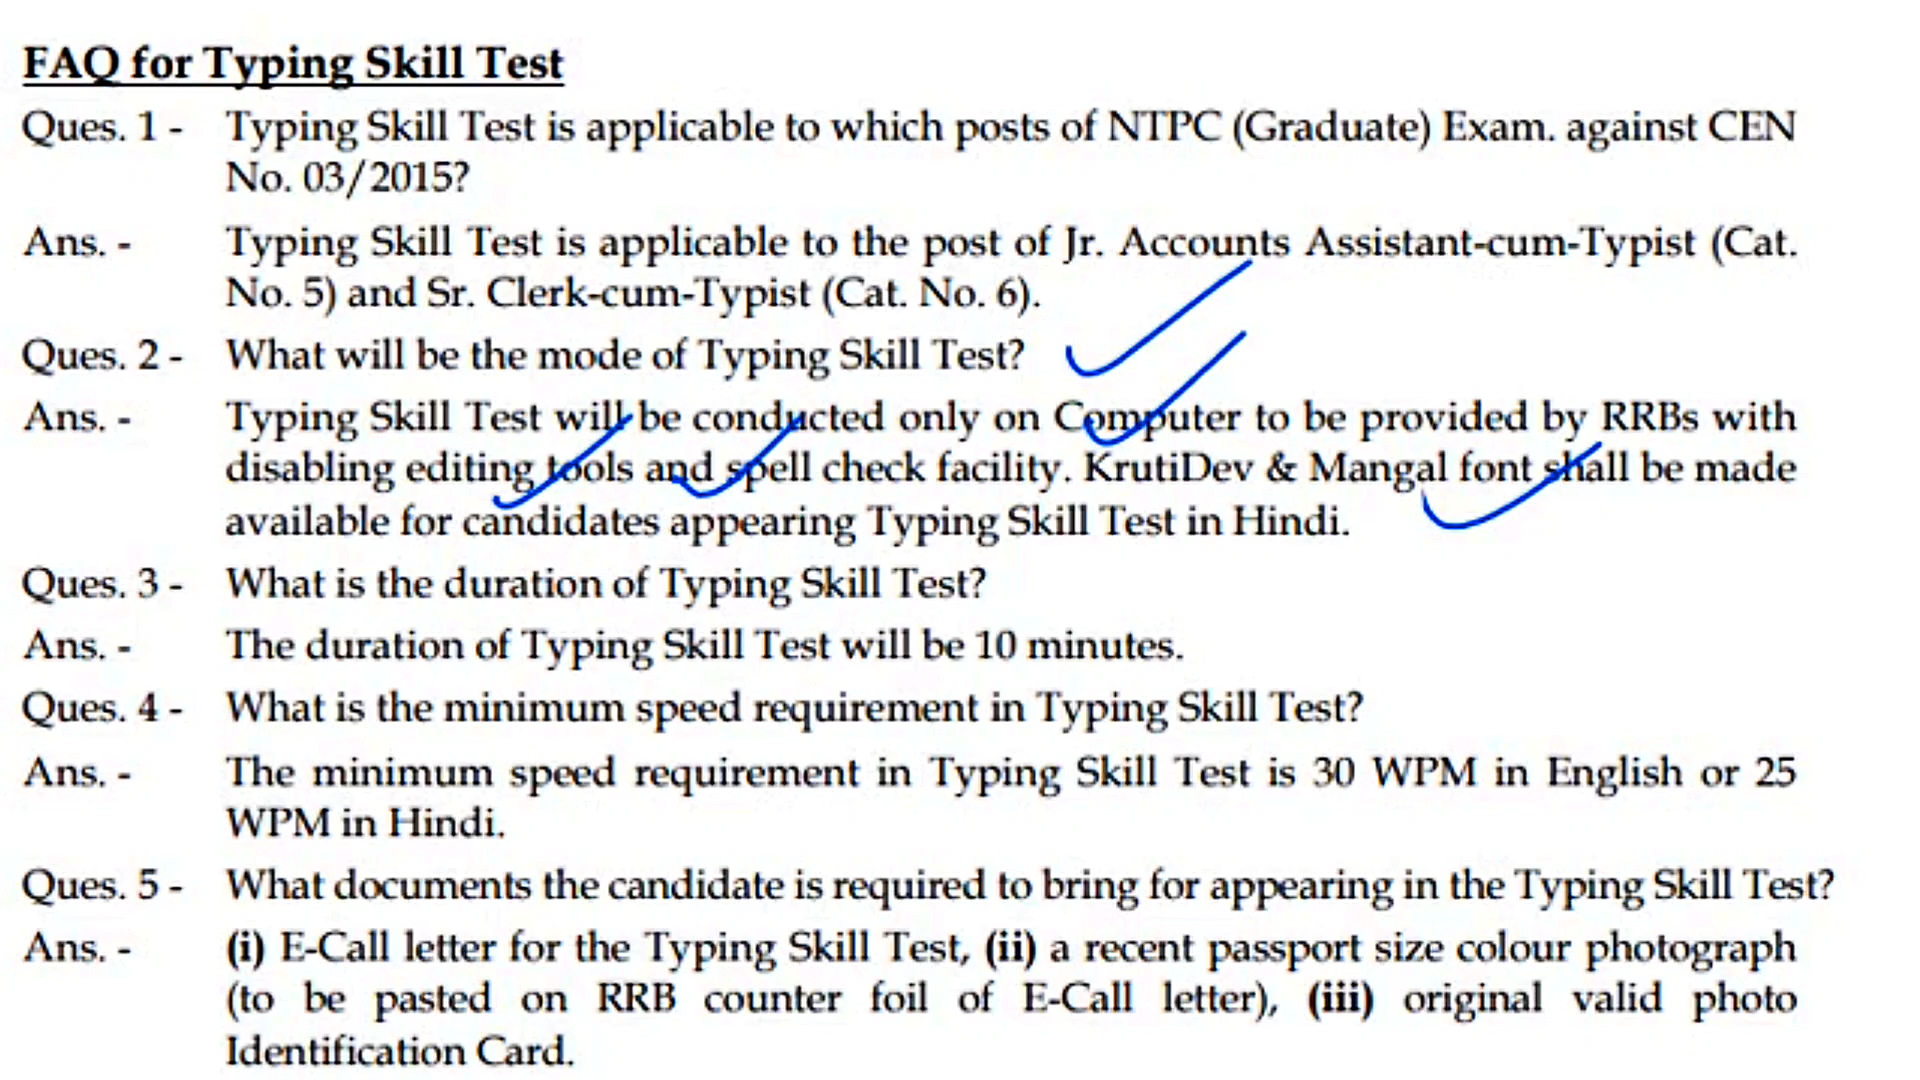 FAQ for Typing Skill Test
Ques. 1 - Typing Skill Test is applicable to which posts of NTPC (Graduate) Exam. against CEN
No. 03/2015?
Ans. - Typing Skill Test is applicable to the post of Jr. Accounts Assistant-cum-Typist (Cat.
No. 5) and Sr. Clerk-cum-Typist (Cat. No. 6).
Ques. 2 - What will be the mode of Typing Skill Test?
Ans. - Typing Skill Test will be conducted only on Computer to be provided by RRBs with
disabling editing tools and spell check facility. KrutiDev & Mangal font shall be made
available for candidates appearing Typing Skill Test in Hindi.
Ques. 3 - What is the duration of Typing Skill Test?
Ans. - The duration of Typing Skill Test will be 10 minutes.
Ques. 4 - What is the minimum speed requirement in Typing Skill Test?
Ans. - The minimum speed requirement in Typing Skill Test is 30 WPM in English or 25
WPM in Hindi.
Ques. 5 - What documents the candidate is required to bring for appearing in the Typing Skill Test?
Ans. - (i) E-Call letter for the Typing Skill Test, (ii) a recent passport size colour photograph
(to be pasted on RRB counter foil of E-Call letter), (iii) original valid photo
Identification Card.